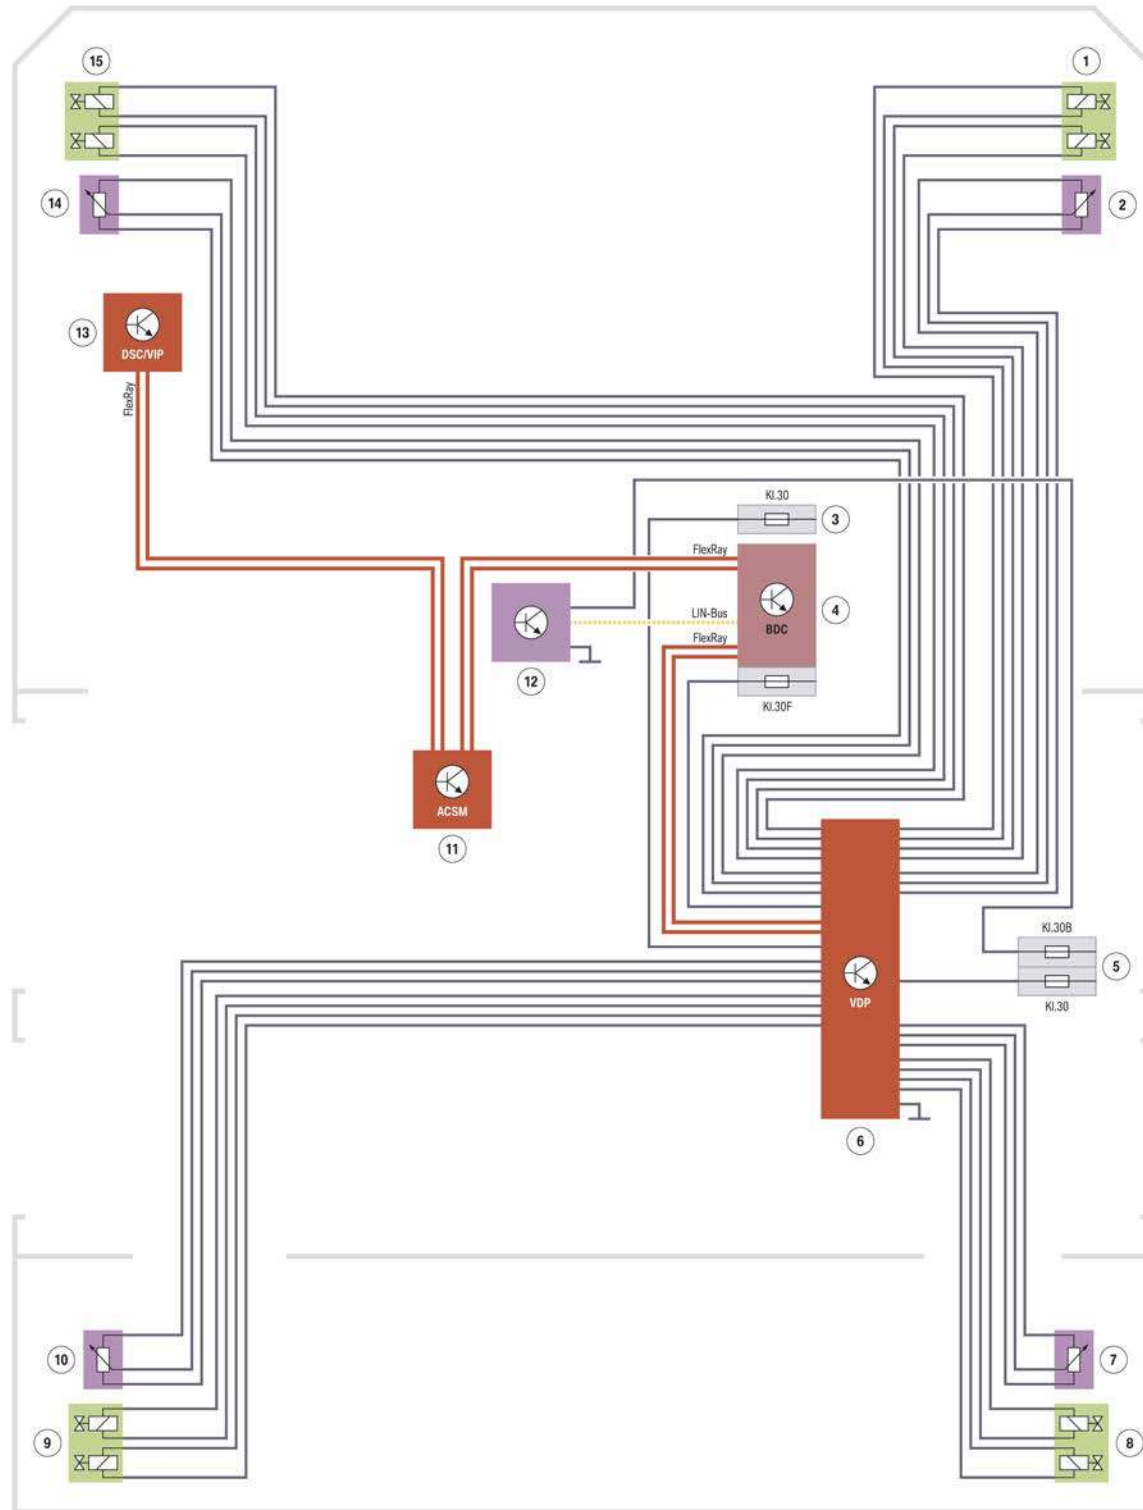 15
1
14
2
13
DSC/VIP
FlexRay
Kl.30
3
FlexRay
4
LIN-Bus
BDC
FlexRay
12
Kl.30F
ACSM
11
Kl.30B
5
VDP
Kl.30
6
10
7
9
8